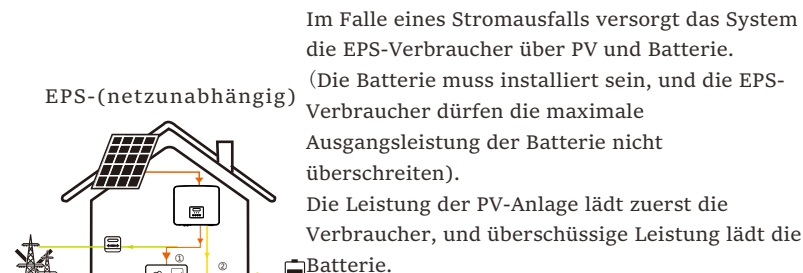 Im Falle eines Stromausfalls versorgt das System
die EPS-Verbraucher über PV und Batterie.
EPS-(netzunabhängig)
（Die Batterie muss installiert sein, und die EPS-
Verbraucher dürfen die maximale
Ausgangsleistung der Batterie nicht
überschreiten).
Die Leistung der PV-Anlage lädt zuerst die
Verbraucher, und überschüssige Leistung lädt die
Batterie.
①
②